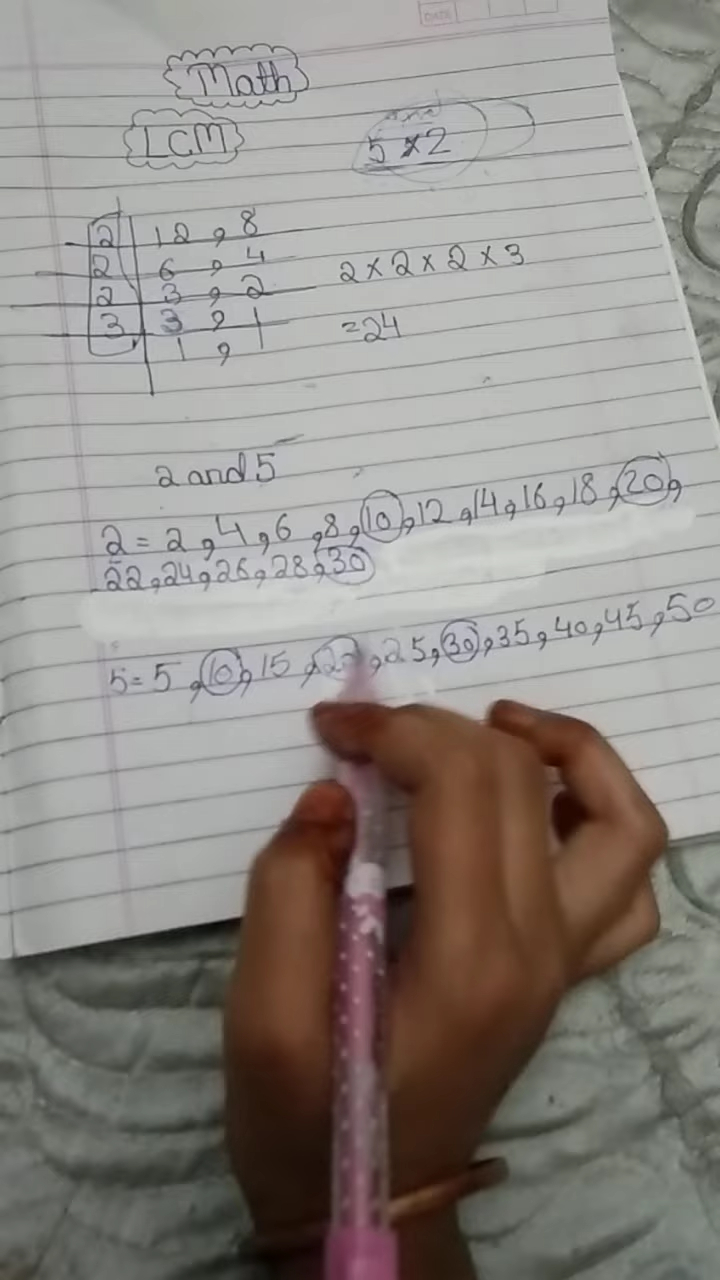 DATE
Math
LCM
5 × 2
2 | 12 , 8
2 | 6 , 4
2 | 3 , 2
3 | 3 , 1
1 , 1
2 × 2 × 2 × 3
= 24
2 and 5
2 = 2 , 4 , 6 , 8 , 10 , 12 , 14 , 16 , 18 , 20 ,
22 , 24 , 26 , 28 , 30
5 = 5 , 10 , 15 , 20 , 25 , 30 , 35 , 40 , 45 , 50